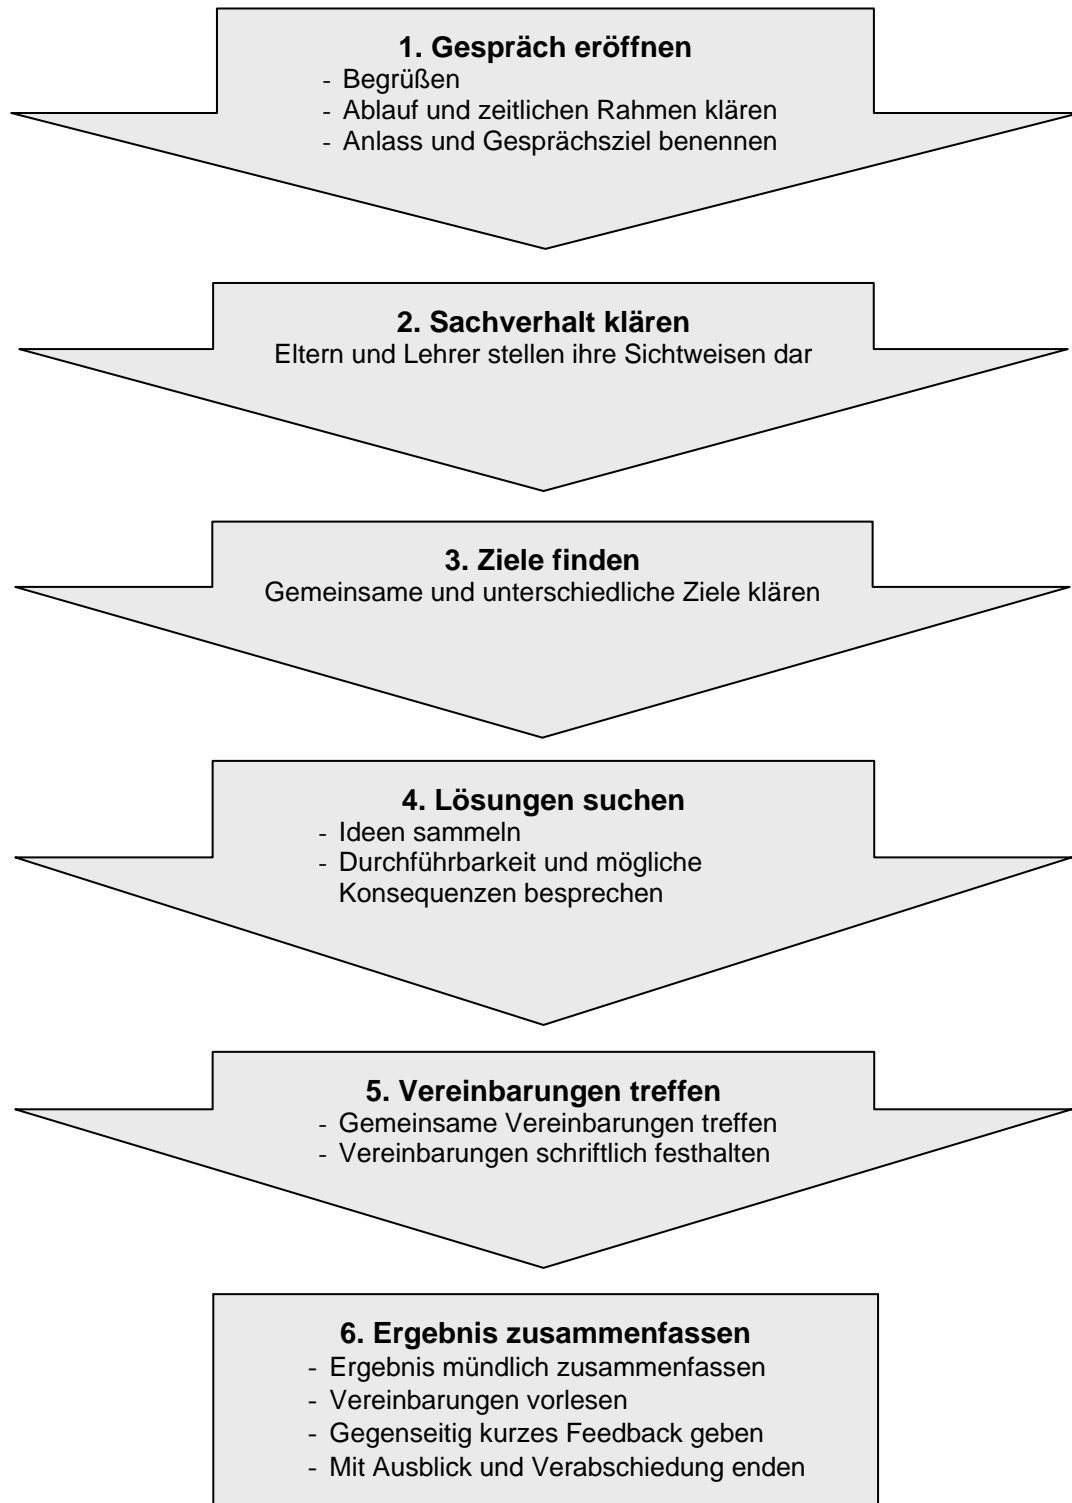 1. Gespräch eröffnen
- Begrüßen
- Ablauf und zeitlichen Rahmen klären
- Anlass und Gesprächsziel benennen
2. Sachverhalt klären
Eltern und Lehrer stellen ihre Sichtweisen dar
3. Ziele finden
Gemeinsame und unterschiedliche Ziele klären
4. Lösungen suchen
- Ideen sammeln
- Durchführbarkeit und mögliche
Konsequenzen besprechen
5. Vereinbarungen treffen
- Gemeinsame Vereinbarungen treffen
- Vereinbarungen schriftlich festhalten
6. Ergebnis zusammenfassen
- Ergebnis mündlich zusammenfassen
- Vereinbarungen vorlesen
- Gegenseitig kurzes Feedback geben
- Mit Ausblick und Verabschiedung enden